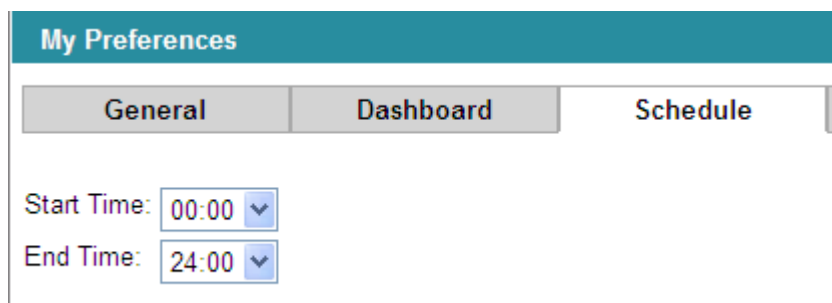 My Preferences
General Dashboard Schedule
Start Time: 00:00
End Time: 24:00